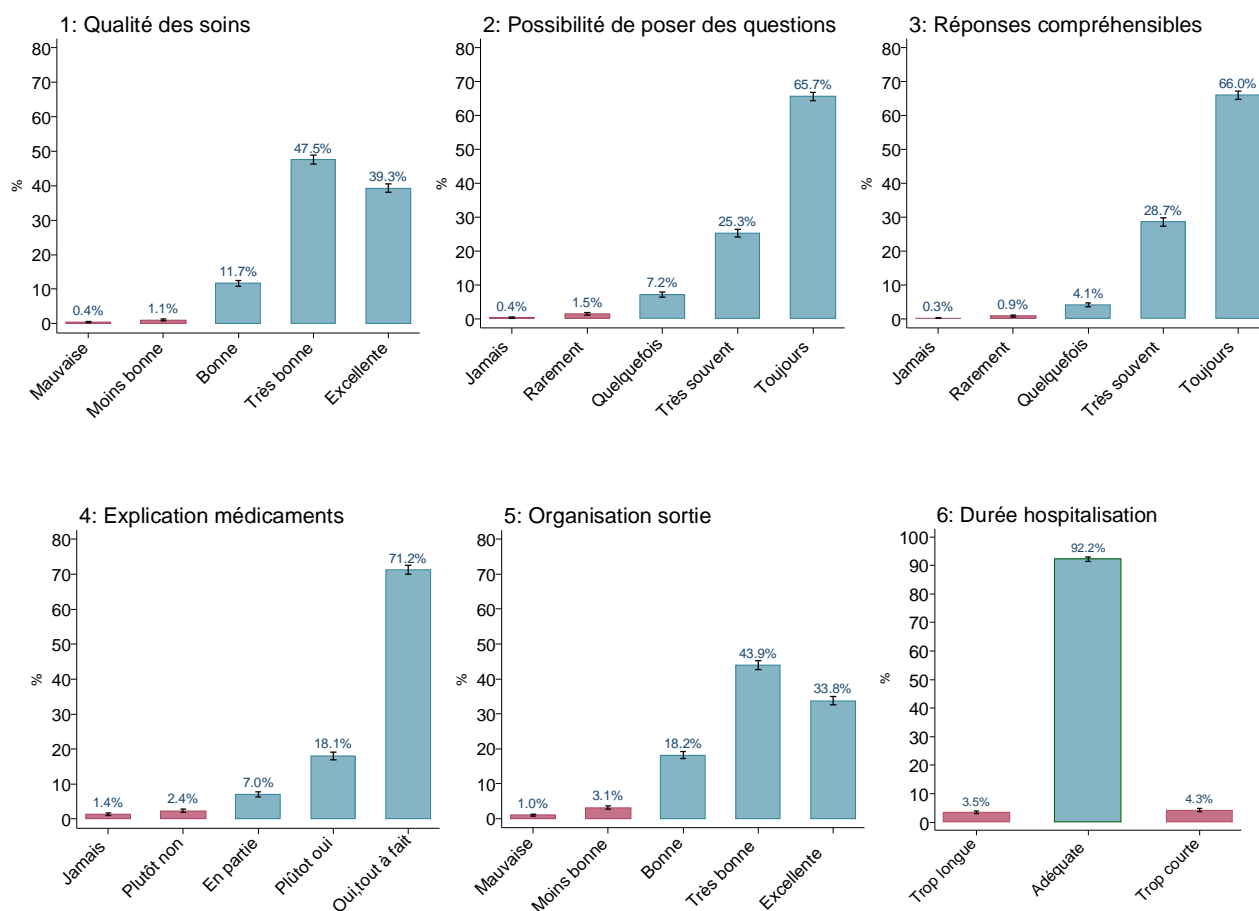 1: Qualité des soins
80
70
60
50
40
30
20
10
0
%
0.4%
1.1%
11.7%
47.5%
39.3%
Mauvaise
Moins bonne
Bonne
Très bonne
Excellente
2: Possibilité de poser des questions
80
70
60
50
40
30
20
10
0
%
0.4%
1.5%
7.2%
25.3%
65.7%
Jamais
Rarement
Quelquefois
Très souvent
Toujours
3: Réponses compréhensibles
80
70
60
50
40
30
20
10
0
%
0.3%
0.9%
4.1%
28.7%
66.0%
Jamais
Rarement
Quelquefois
Très souvent
Toujours
4: Explication médicaments
80
70
60
50
40
30
20
10
0
%
1.4%
2.4%
7.0%
18.1%
71.2%
Jamais
Plutôt non
En partie
Plûtot oui
Oui,tout à fait
5: Organisation sortie
80
70
60
50
40
30
20
10
0
%
1.0%
3.1%
18.2%
43.9%
33.8%
Mauvaise
Moins bonne
Bonne
Très bonne
Excellente
6: Durée hospitalisation
100
90
80
70
60
50
40
30
20
10
0
%
3.5%
92.2%
4.3%
Trop longue
Adéquate
Trop courte